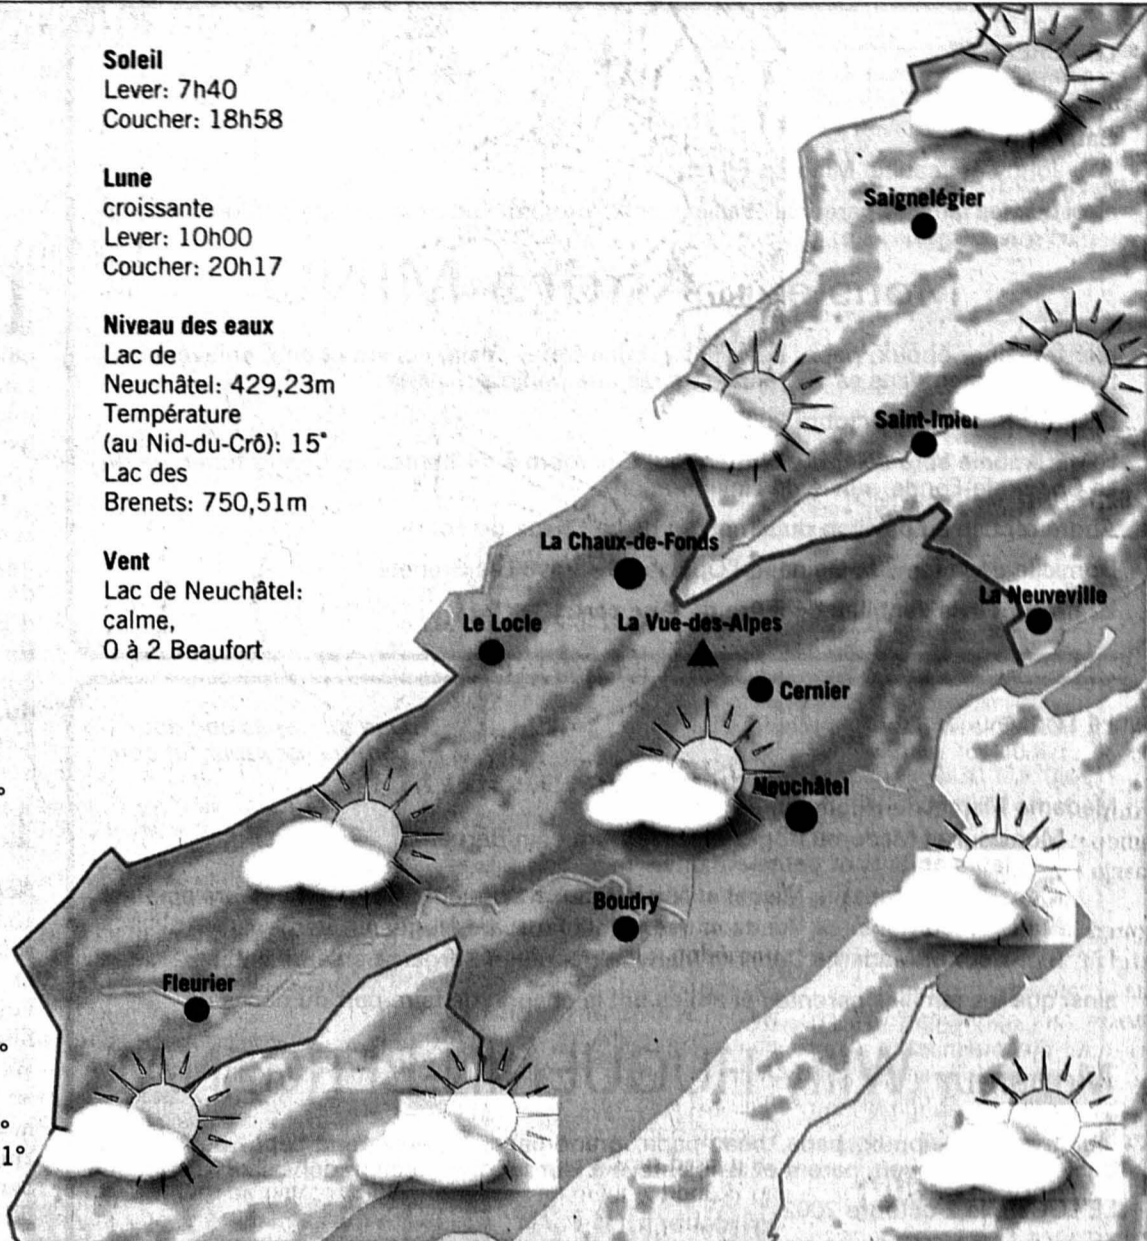 Soleil
Lever: 7h40
Coucher: 18h58
Lune
croissante
Lever: 10h00
Coucher: 20h17
Niveau des eaux
Lac de
Neuchâtel: 429,23m
Température
(au Nid-du-Crô): 15°
Lac des
Brenets: 750,51m
Vent
Lac de Neuchâtel:
calme,
0 à 2 Beaufort
Saignelégier
Saint-Imier
La Chaux-de-Fonds
La Neuveville
Le Locle
La Vue-des-Alpes
Cernier
Neuchâtel
Boudry
Fleurier
1°